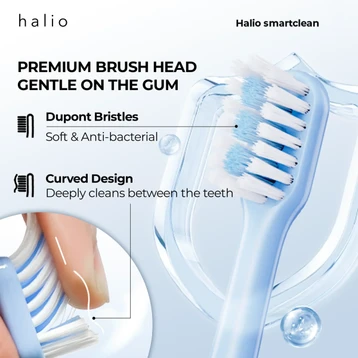 halio
Halio smartclean
PREMIUM BRUSH HEAD
GENTLE ON THE GUM
Dupont Bristles
Soft & Anti-bacterial
Curved Design
Deeply cleans between the teeth